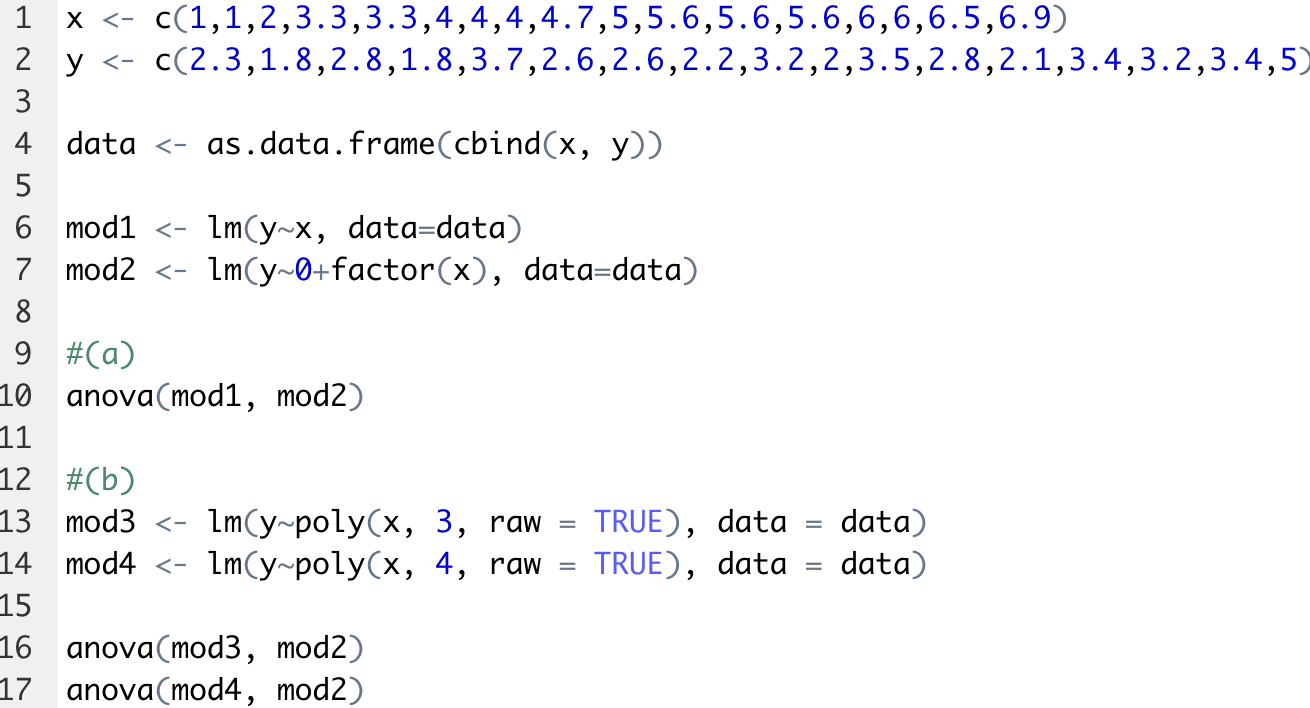 1 x <- c(1,1,2,3.3,3.3,4,4,4,4.7,5,5.6,5.6,5.6,6,6,6.5,6.9)
2 y <- c(2.3,1.8,2.8,1.8,3.7,2.6,2.6,2.2,3.2,2,3.5,2.8,2.1,3.4,3.2,3.4,5)
3
4 data <- as.data.frame(cbind(x, y))
5
6 mod1 <- lm(y~x, data=data)
7 mod2 <- lm(y~0+factor(x), data=data)
8
9 #(a)
10 anova(mod1, mod2)
11
12 #(b)
13 mod3 <- lm(y~poly(x, 3, raw = TRUE), data = data)
14 mod4 <- lm(y~poly(x, 4, raw = TRUE), data = data)
15
16 anova(mod3, mod2)
17 anova(mod4, mod2)